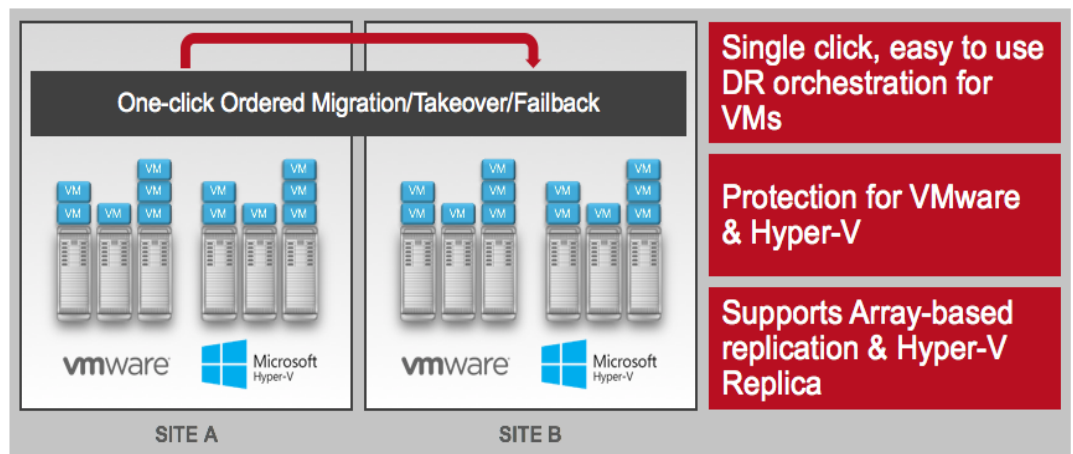 One-click Ordered Migration/Takeover/Failback
VM VM
VM VM VM VM
VM VM VM VM VM VM
vmware Microsoft
Hyper-V
SITE A
VM VM
VM VM VM VM
VM VM VM VM VM VM
vmware Microsoft
Hyper-V
SITE B
Single click, easy to use
DR orchestration for
VMs
Protection for VMware
& Hyper-V
Supports Array-based
replication & Hyper-V
Replica